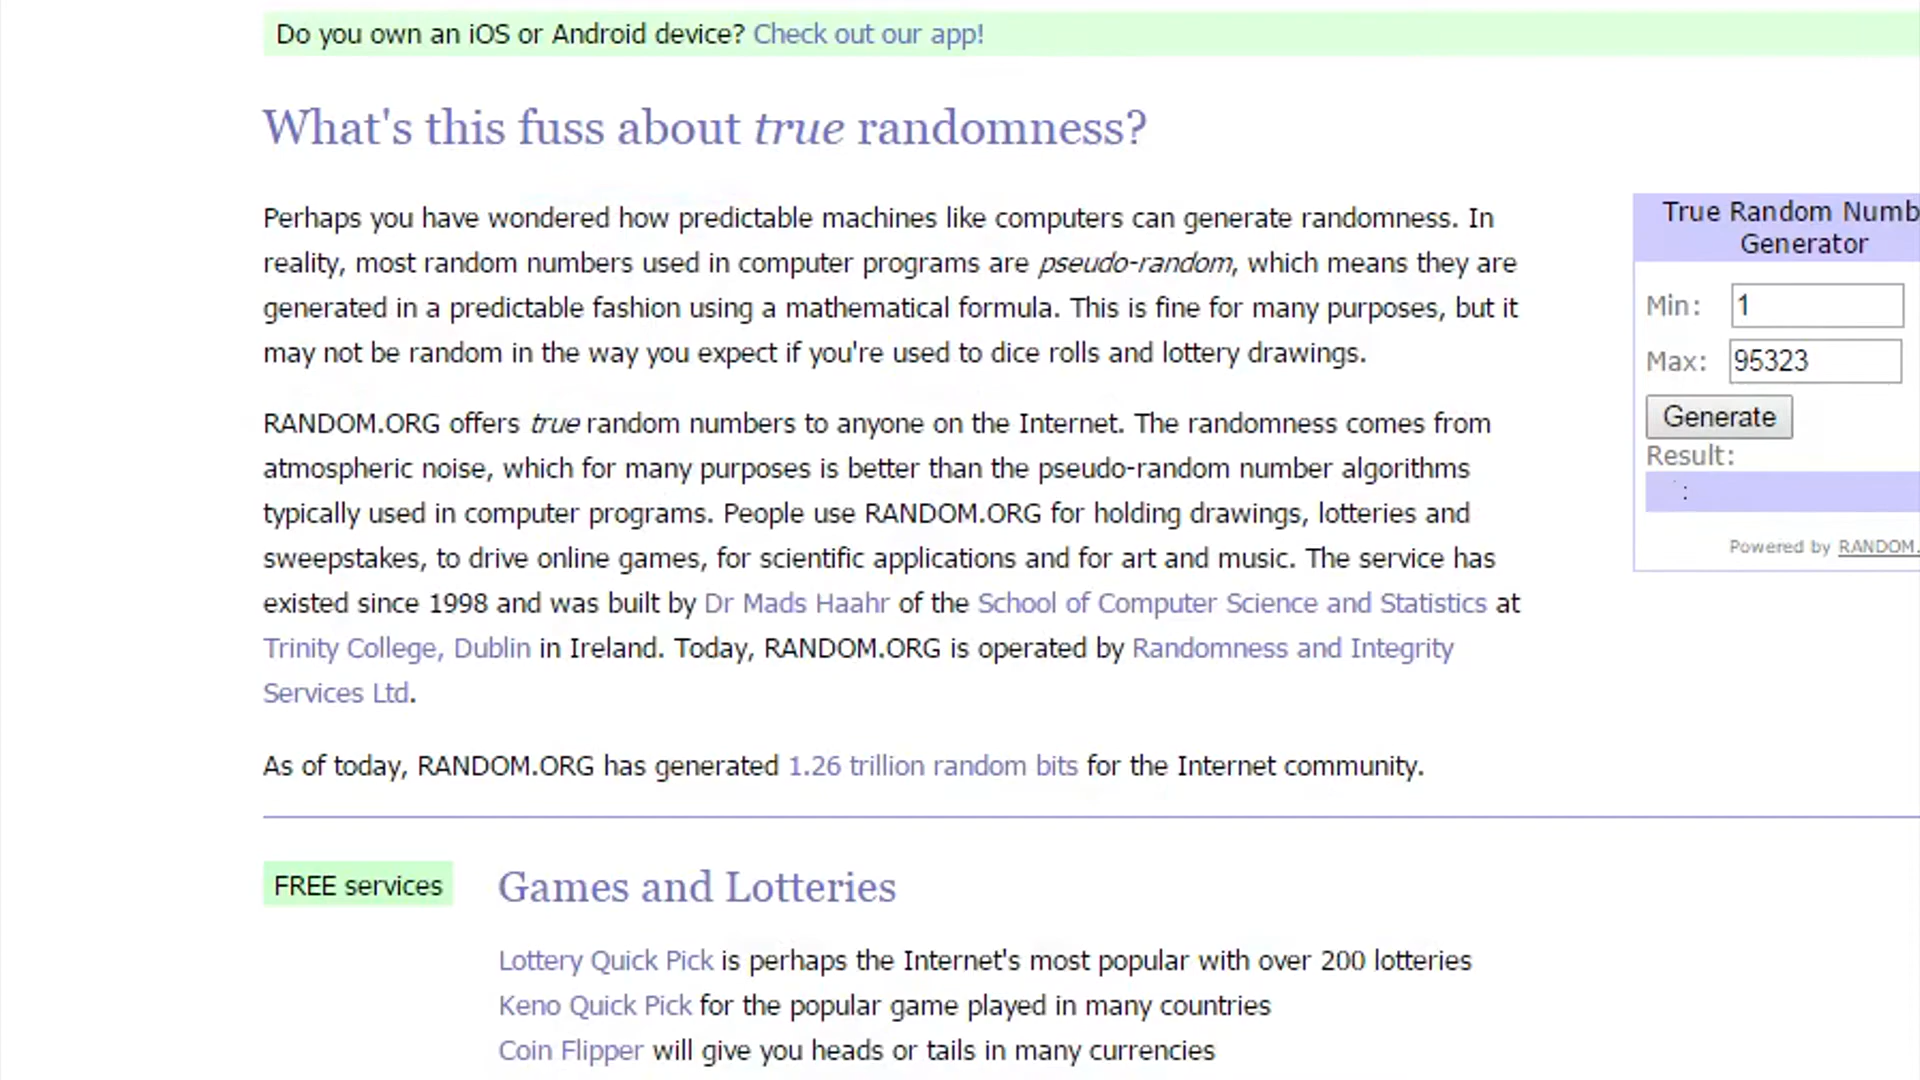 Do you own an iOS or Android device? Check out our app!
What's this fuss about true randomness?
Perhaps you have wondered how predictable machines like computers can generate randomness. In
reality, most random numbers used in computer programs are pseudo-random, which means they are
generated in a predictable fashion using a mathematical formula. This is fine for many purposes, but it
may not be random in the way you expect if you're used to dice rolls and lottery drawings.
RANDOM.ORG offers true random numbers to anyone on the Internet. The randomness comes from
atmospheric noise, which for many purposes is better than the pseudo-random number algorithms
typically used in computer programs. People use RANDOM.ORG for holding drawings, lotteries and
sweepstakes, to drive online games, for scientific applications and for art and music. The service has
existed since 1998 and was built by Dr Mads Haahr of the School of Computer Science and Statistics at
Trinity College, Dublin in Ireland. Today, RANDOM.ORG is operated by Randomness and Integrity
Services Ltd.
As of today, RANDOM.ORG has generated 1.26 trillion random bits for the Internet community.
True Random Numb
Generator
Min: 1
Max: 95323
Generate
Result:
Powered by RANDOM.
FREE services
Games and Lotteries
Lottery Quick Pick is perhaps the Internet's most popular with over 200 lotteries
Keno Quick Pick for the popular game played in many countries
Coin Flipper will give you heads or tails in many currencies